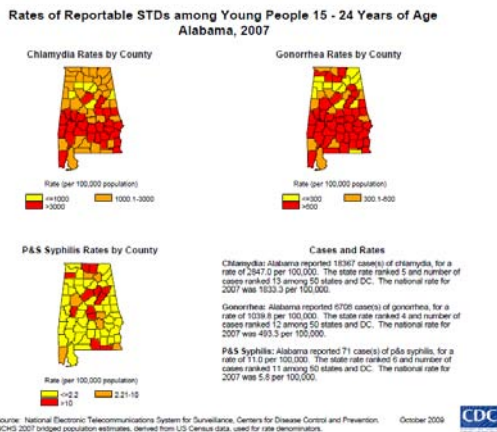 Rates of Reportable STDs among Young People 15 - 24 Years of Age
Alabama, 2007
Chlamydia Rates by County
Gonorrhea Rates by County
Rate (per 100,000 population)
<=1000
1000.1-3000
>3000
Rate (per 100,000 population)
<=300
300.1-600
>600
P&S Syphilis Rates by County
Rate (per 100,000 population)
<=2.2
2.21-10
>10
Cases and Rates
Chlamydia: Alabama reported 18367 case(s) of chlamydia, for a
rate of 2847.0 per 100,000. The state rate ranked 5 and number of
cases ranked 13 among 50 states and DC. The national rate for
2007 was 1833.3 per 100,000.
Gonorrhea: Alabama reported 6708 case(s) of gonorrhea, for a
rate of 1039.8 per 100,000. The state rate ranked 4 and number of
cases ranked 12 among 50 states and DC. The national rate for
2007 was 493.3 per 100,000.
P&S Syphilis: Alabama reported 71 case(s) of p&s syphilis, for a
rate of 11.0 per 100,000. The state rate ranked 6 and number of
cases ranked 11 among 50 states and DC. The national rate for
2007 was 5.8 per 100,000.
ource: National Electronic Telecommunications System for Surveillance, Centers for Disease Control and Prevention.
October 2009
CHS 2007 bridged population estimates, derived from US Census data, used for rate denominators.
CDC